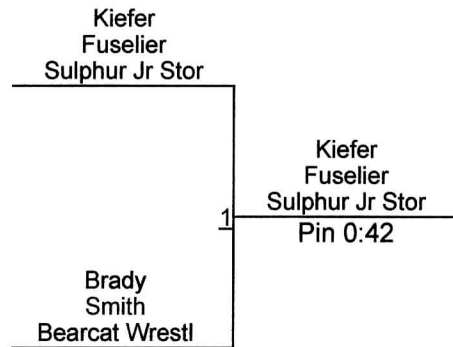 Kiefer
Fuselier
Sulphur Jr Stor
Kiefer
Fuselier
Sulphur Jr Stor
1
Pin 0:42
Brady
Smith
Bearcat Wrestl